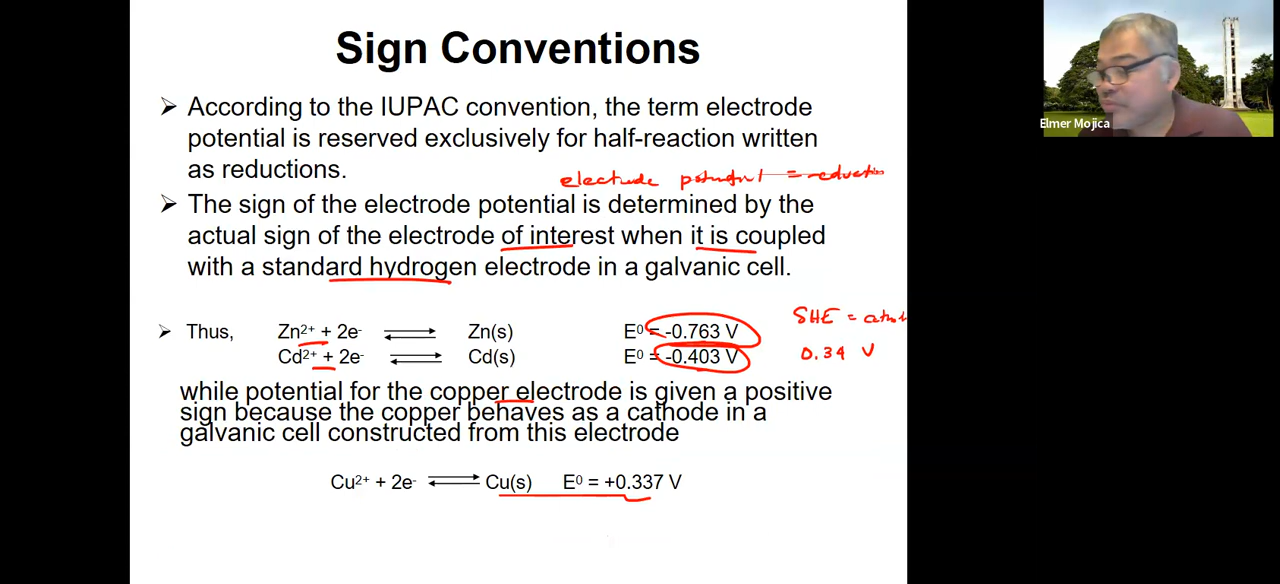 Sign Conventions
➢ According to the IUPAC convention, the term electrode
potential is reserved exclusively for half-reaction written
as reductions.
electrode potential = reduction
➢ The sign of the electrode potential is determined by the
actual sign of the electrode of interest when it is coupled
with a standard hydrogen electrode in a galvanic cell.
➢ Thus, Zn²⁺ + 2e⁻ ⇌ Zn(s) E⁰ = -0.763 V
SHE =
Cd²⁺ + 2e⁻ ⇌ Cd(s) E⁰ = -0.403 V
0.34 V
while potential for the copper electrode is given a positive
sign because the copper behaves as a cathode in a
galvanic cell constructed from this electrode
Cu²⁺ + 2e⁻ ⇌ Cu(s) E⁰ = +0.337 V
Elmer Mojica